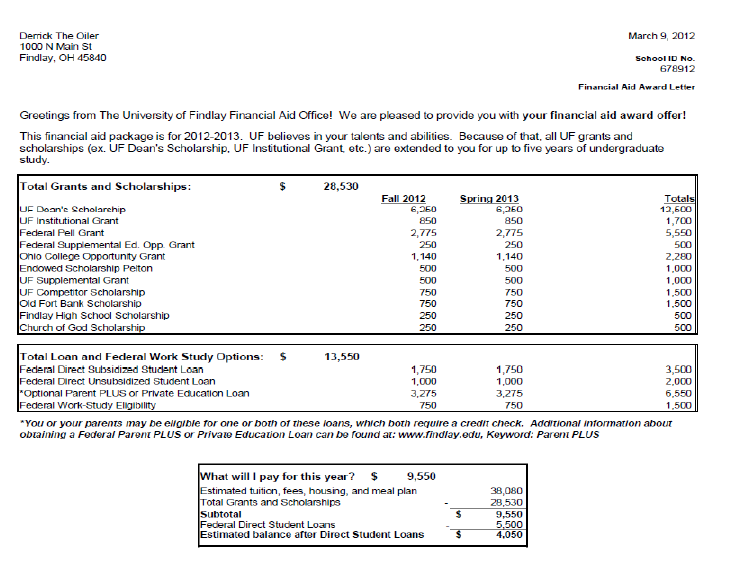 Derrick The Oiler
1000 N Main St
Findlay, OH 45840
March 9, 2012
School ID No.
678912
Financial Aid Award Letter
Greetings from The University of Findlay Financial Aid Office! We are pleased to provide you with your financial aid award offer!
This financial aid package is for 2012-2013. UF believes in your talents and abilities. Because of that, all UF grants and
scholarships (ex. UF Dean's Scholarship, UF Institutional Grant, etc.) are extended to you for up to five years of undergraduate
study.
Total Grants and Scholarships: $ 28,530
Fall 2012 Spring 2013 Totals
UF Dean's Scholarship 6,250 6,250 12,500
UF Institutional Grant 850 850 1,700
Federal Pell Grant 2,775 2,775 5,550
Federal Supplemental Ed. Opp. Grant 250 250 500
Ohio College Opportunity Grant 1,140 1,140 2,280
Endowed Scholarship Pelton 500 500 1,000
UF Supplemental Grant 500 500 1,000
UF Competitor Scholarship 750 750 1,500
Old Fort Bank Scholarship 750 750 1,500
Findlay High School Scholarship 250 250 500
Church of God Scholarship 250 250 500
Total Loan and Federal Work Study Options: $ 13,550
Federal Direct Subsidized Student Loan 1,750 1,750 3,500
Federal Direct Unsubsidized Student Loan 1,000 1,000 2,000
*Optional Parent PLUS or Private Education Loan 3,275 3,275 6,550
Federal Work-Study Eligibility 750 750 1,500
*You or your parents may be eligible for one or both of these loans, which both require a credit check. Additional information about
obtaining a Federal Parent PLUS or Private Education Loan can be found at: www.findlay.edu, Keyword: Parent PLUS
What will I pay for this year? $ 9,550
Estimated tuition, fees, housing, and meal plan 38,080
Total Grants and Scholarships - 28,530
Subtotal $ 9,550
Federal Direct Student Loans - 5,500
Estimated balance after Direct Student Loans $ 4,050